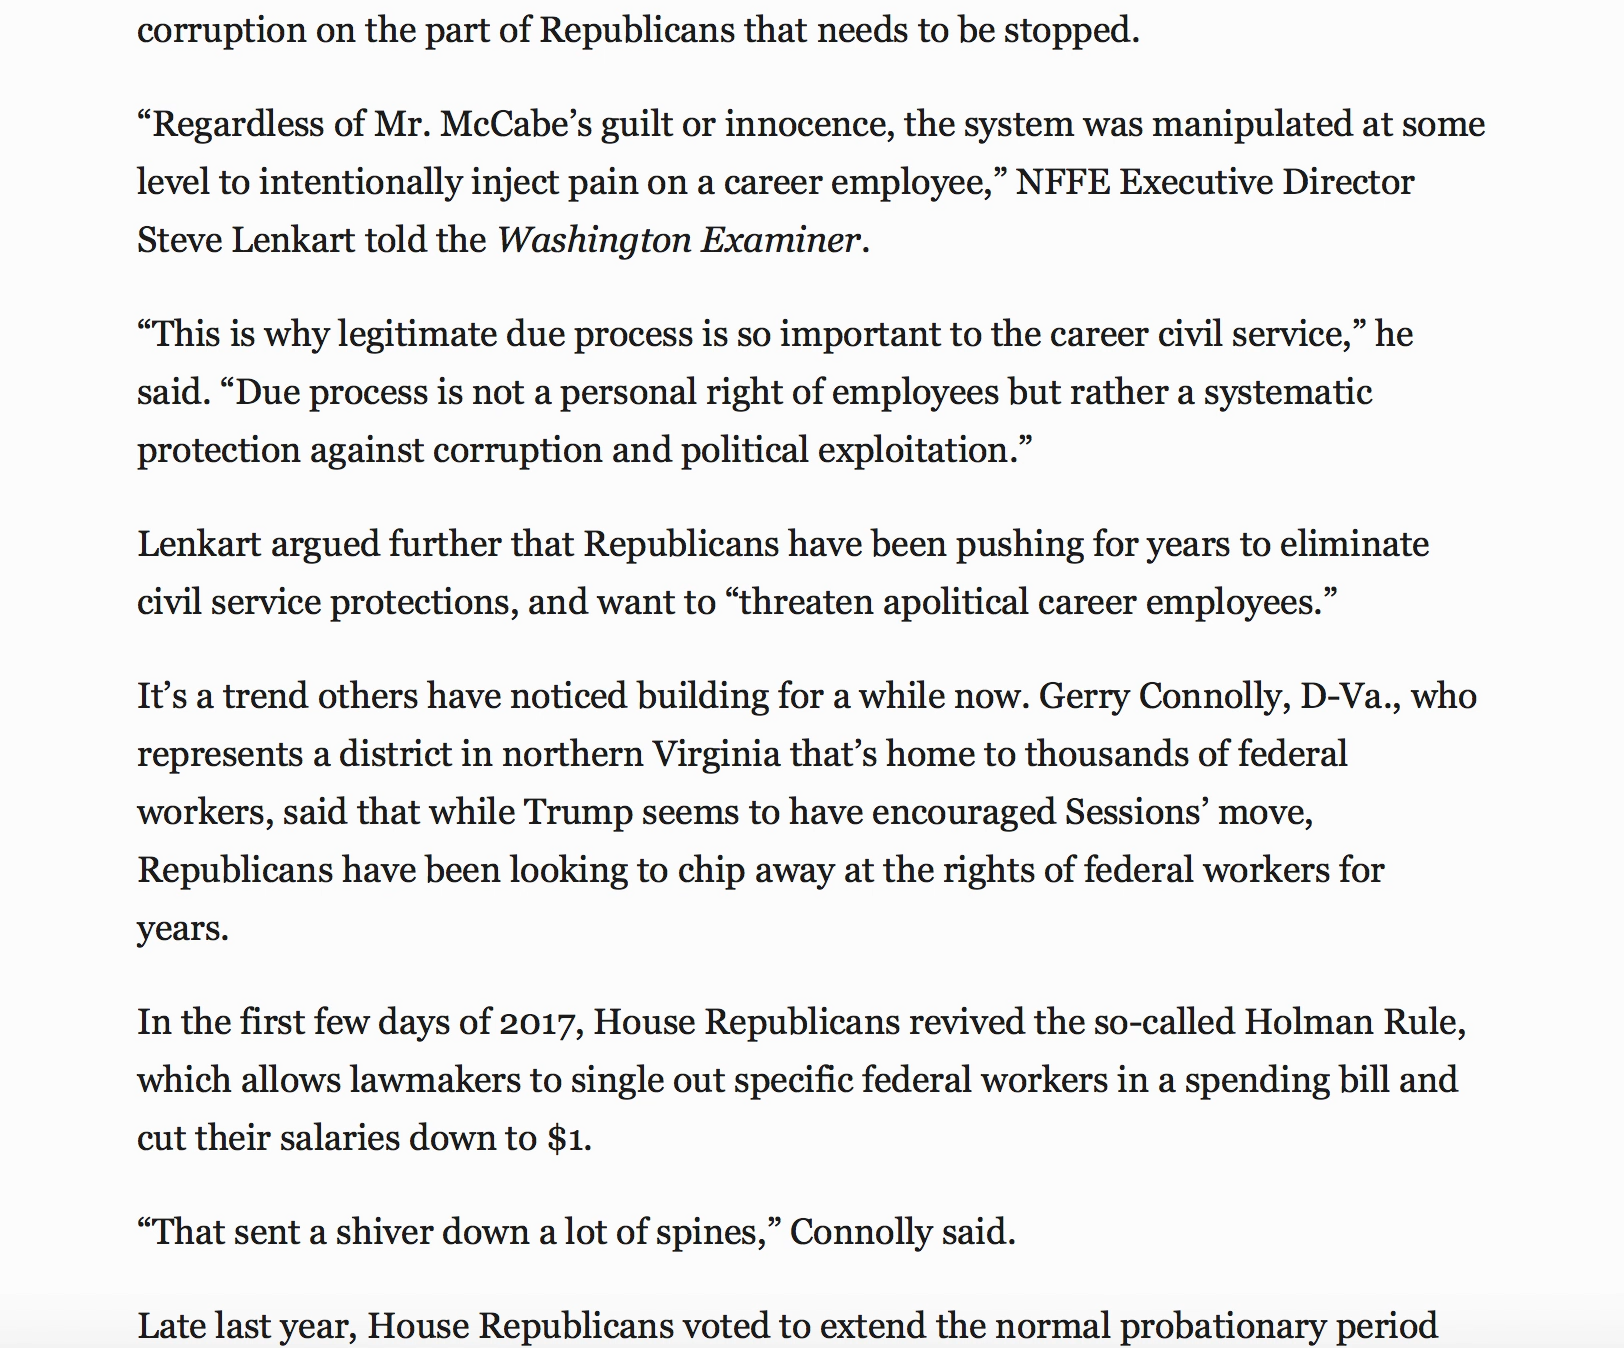 corruption on the part of Republicans that needs to be stopped.
“Regardless of Mr. McCabe’s guilt or innocence, the system was manipulated at some
level to intentionally inject pain on a career employee,” NFFE Executive Director
Steve Lenkart told the Washington Examiner.
“This is why legitimate due process is so important to the career civil service,” he
said. “Due process is not a personal right of employees but rather a systematic
protection against corruption and political exploitation.”
Lenkart argued further that Republicans have been pushing for years to eliminate
civil service protections, and want to “threaten apolitical career employees.”
It’s a trend others have noticed building for a while now. Gerry Connolly, D-Va., who
represents a district in northern Virginia that’s home to thousands of federal
workers, said that while Trump seems to have encouraged Sessions’ move,
Republicans have been looking to chip away at the rights of federal workers for
years.
In the first few days of 2017, House Republicans revived the so-called Holman Rule,
which allows lawmakers to single out specific federal workers in a spending bill and
cut their salaries down to $1.
“That sent a shiver down a lot of spines,” Connolly said.
Late last year, House Republicans voted to extend the normal probationary period